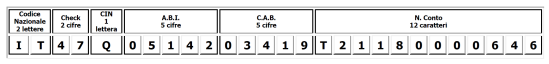 Codice Nazionale 2 lettere
Check 2 cifre
CIN 1 lettera
A.B.I. 5 cifre
C.A.B. 5 cifre
N. Conto 12 caratteri
I T 4 7 Q 0 5 1 4 2 0 3 4 1 9 T 2 1 1 8 0 0 0 0 6 4 6